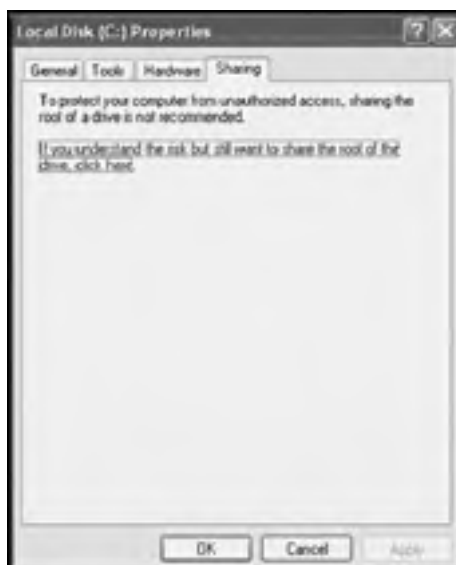 Local Disk (C:) Properties
General Tools Hardware Sharing
To protect your computer from unauthorized access, sharing the
root of a drive is not recommended.
If you understand the risk but still want to share the root of the
drive, click here.
OK Cancel Apply